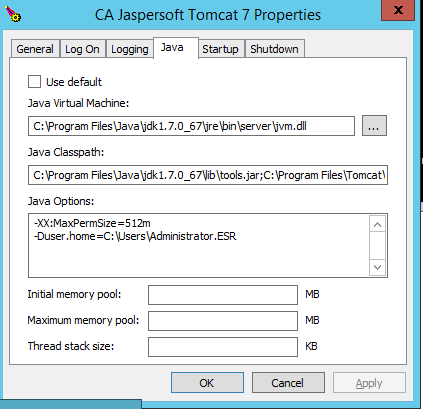 CA Jaspersoft Tomcat 7 Properties
x
General Log On Logging Java Startup Shutdown
Use default
Java Virtual Machine:
C:\Program Files\Java\jdk1.7.0_67\jre\bin\server\jvm.dll
...
Java Classpath:
C:\Program Files\Java\jdk1.7.0_67\lib\tools.jar;C:\Program Files\Tomcat\
Java Options:
-XX:MaxPermSize=512m
-Duser.home=C:\Users\Administrator.ESR
Initial memory pool: MB
Maximum memory pool: MB
Thread stack size: KB
OK Cancel Apply